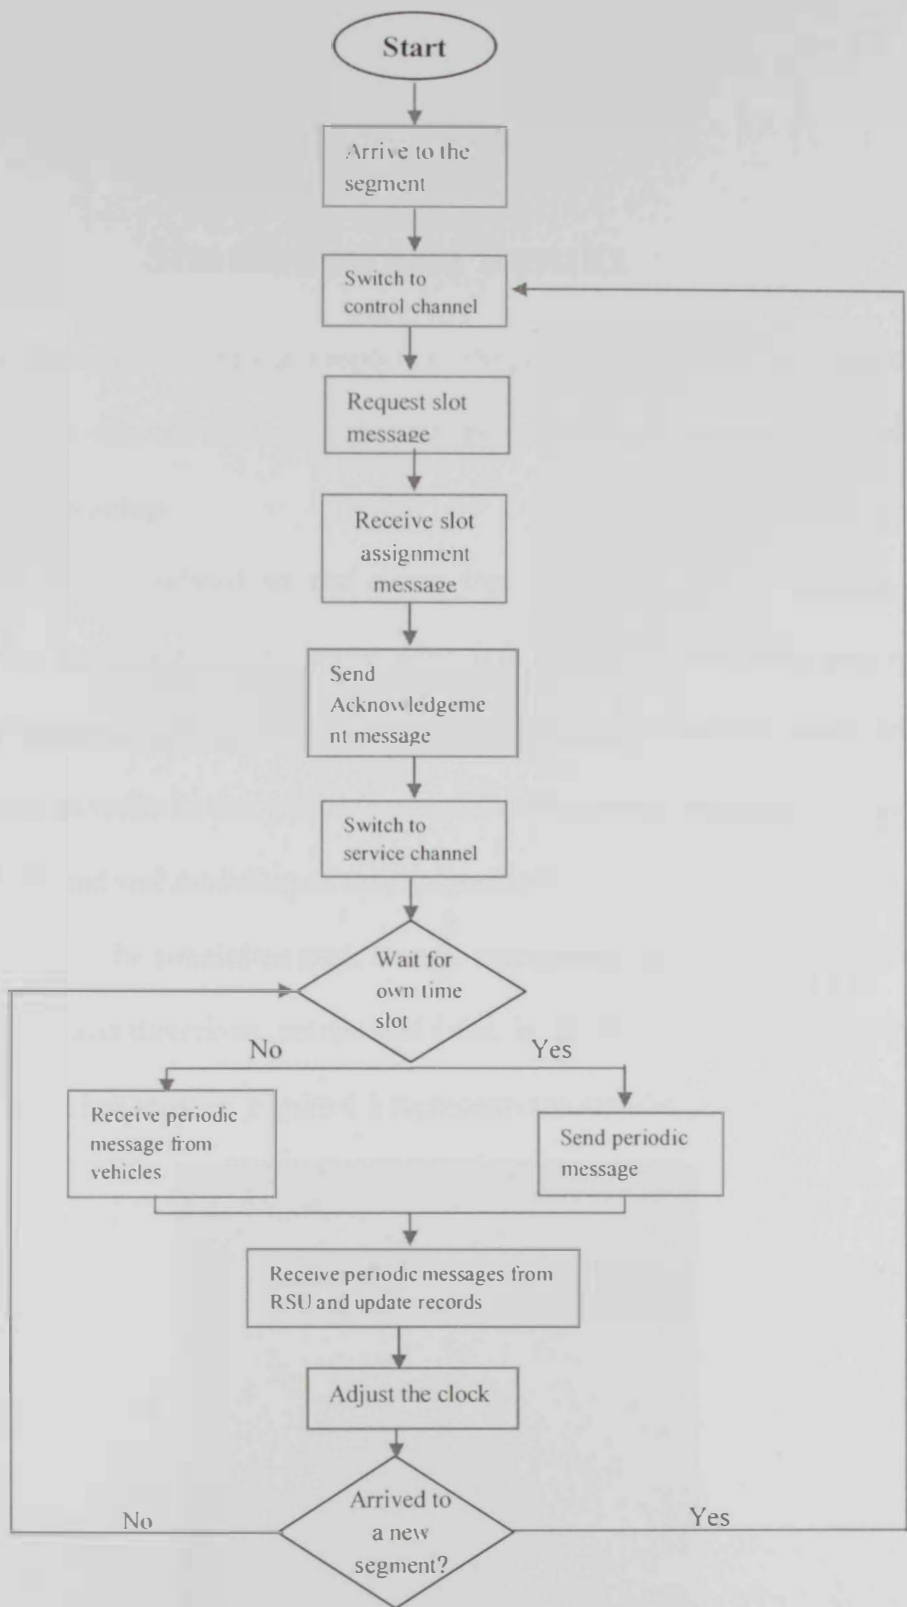 Start
Arrive to the
segment
Switch to
control channel
Request slot
message
Receive slot
assignment
message
Send
Acknowledgeme
nt message
Switch to
service channel
Wait for
own time
slot
No
Yes
Receive periodic
message from
vehicles
Send periodic
message
Receive periodic messages from
RSU and update records
Adjust the clock
Arrived to
a new
segment?
No
Yes